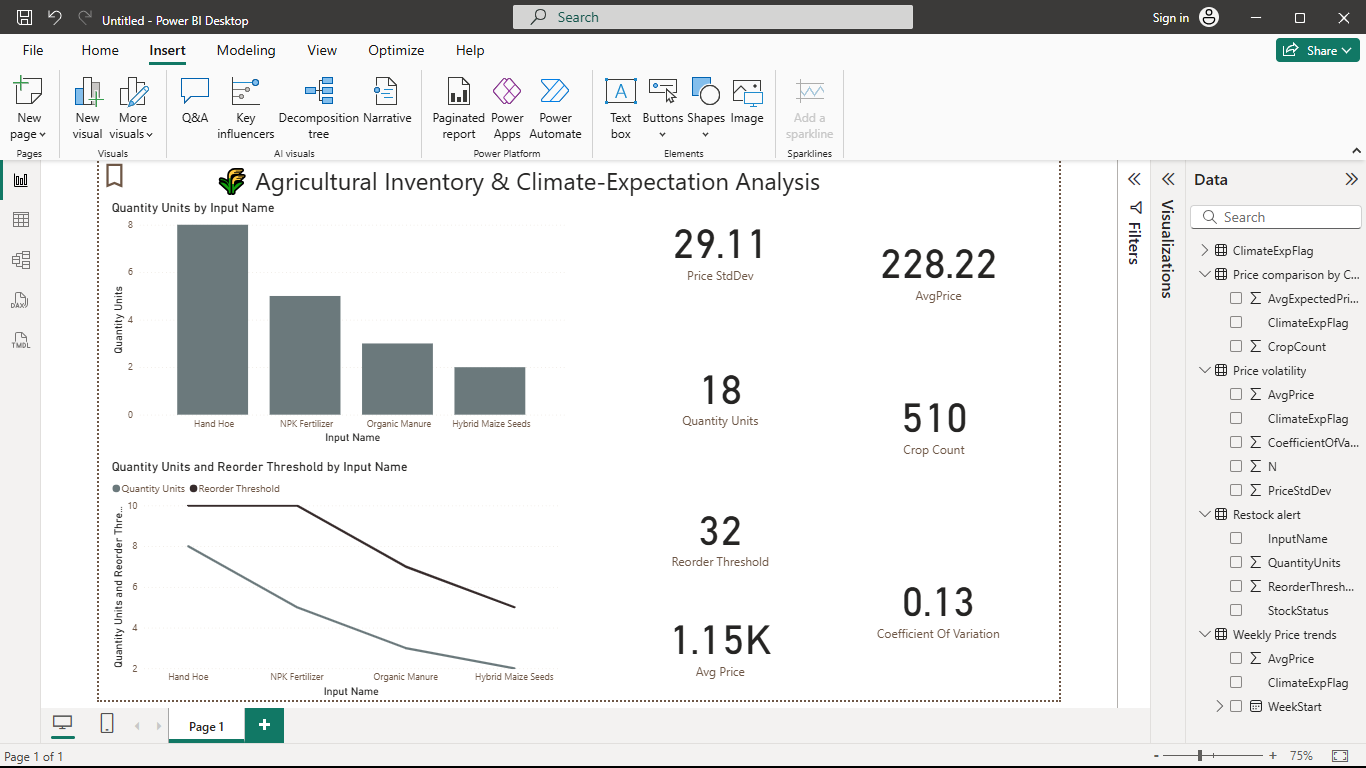 Untitled - Power BI Desktop
Search
Sign in
File
Home
Insert
Modeling
View
Optimize
Help
Share
New page
Pages
New visual
More visuals
Visuals
Q&A
Key influencers
Decomposition tree
Narrative
AI visuals
Paginated report
Power Apps
Power Automate
Power Platform
Text box
Buttons
Shapes
Image
Elements
Add a sparkline
Sparklines
DAX
TMDL
Agricultural Inventory & Climate-Expectation Analysis
Quantity Units by Input Name
Quantity Units
8
6
4
2
0
Hand Hoe
NPK Fertilizer
Organic Manure
Hybrid Maize Seeds
Input Name
Quantity Units and Reorder Threshold by Input Name
Quantity Units
Reorder Threshold
Quantity Units and Reorder Thre...
10
8
6
4
2
Hand Hoe
NPK Fertilizer
Organic Manure
Hybrid Maize Seeds
Input Name
29.11
Price StdDev
228.22
AvgPrice
18
Quantity Units
510
Crop Count
32
Reorder Threshold
0.13
Coefficient Of Variation
1.15K
Avg Price
Filters
Visualizations
Data
Search
ClimateExpFlag
Price comparison by C...
AvgExpectedPri...
ClimateExpFlag
CropCount
Price volatility
AvgPrice
ClimateExpFlag
CoefficientOfVa...
N
PriceStdDev
Restock alert
InputName
QuantityUnits
ReorderThresh...
StockStatus
Weekly Price trends
AvgPrice
ClimateExpFlag
WeekStart
Page 1
+
Page 1 of 1
-
+
75%